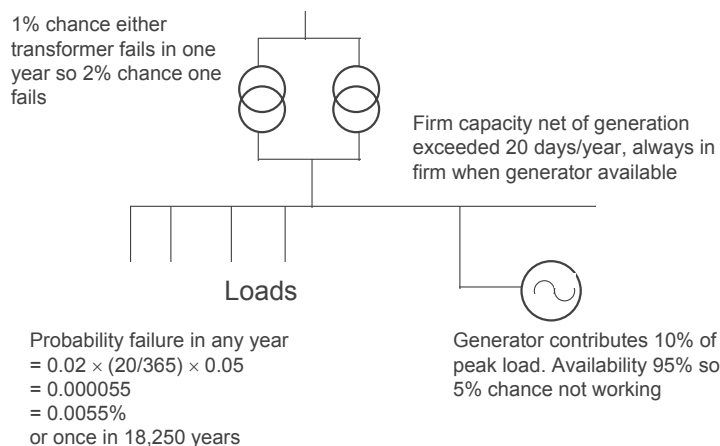 1% chance either
transformer fails in one
year so 2% chance one
fails
Firm capacity net of generation
exceeded 20 days/year, always in
firm when generator available
Loads
Probability failure in any year
= 0.02 × (20/365) × 0.05
= 0.000055
= 0.0055%
or once in 18,250 years
Generator contributes 10% of
peak load. Availability 95% so
5% chance not working